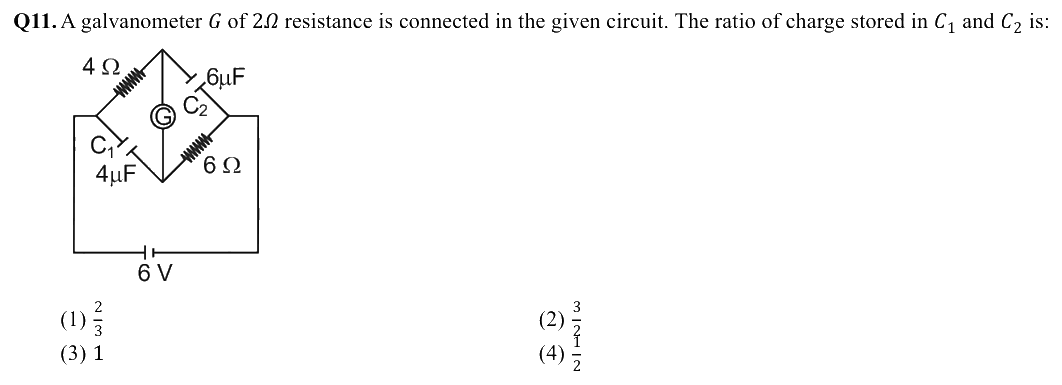 Q11. A galvanometer G of 2Ω resistance is connected in the given circuit. The ratio of charge stored in C₁ and C₂ is:
4 Ω
6μF
G
C₂
C₁
6 Ω
4μF
6 V
(1) 2/3
(2) 3/2
(3) 1
(4) 1/2